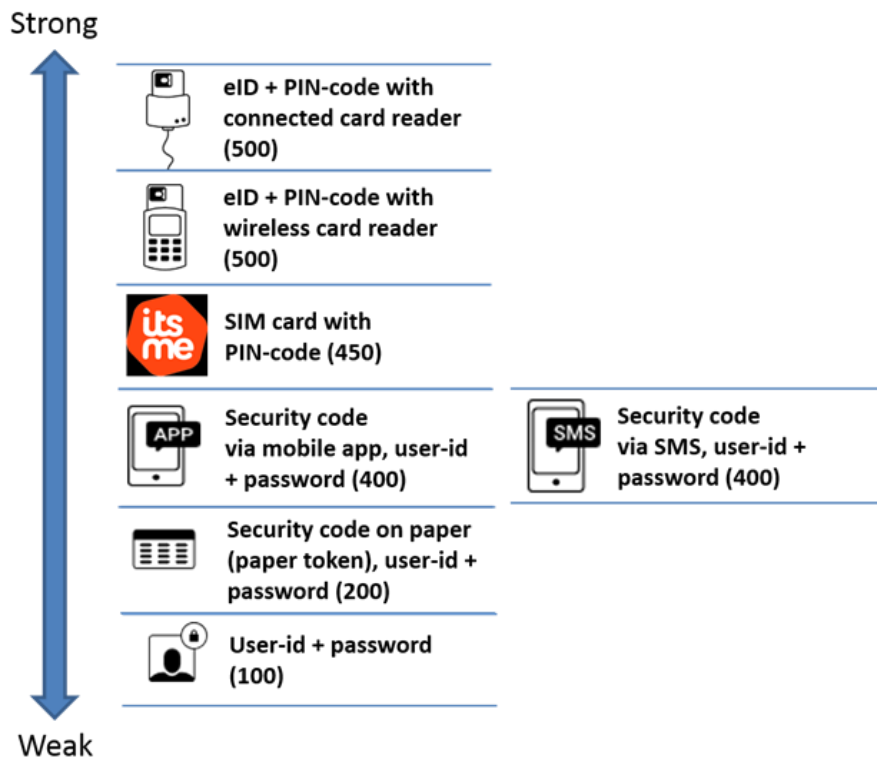 Strong
eID + PIN-code with
connected card reader
(500)
eID + PIN-code with
wireless card reader
(500)
its
me
SIM card with
PIN-code (450)
APP
Security code
via mobile app, user-id
+ password (400)
SMS
Security code
via SMS, user-id +
password (400)
Security code on paper
(paper token), user-id +
password (200)
User-id + password
(100)
Weak